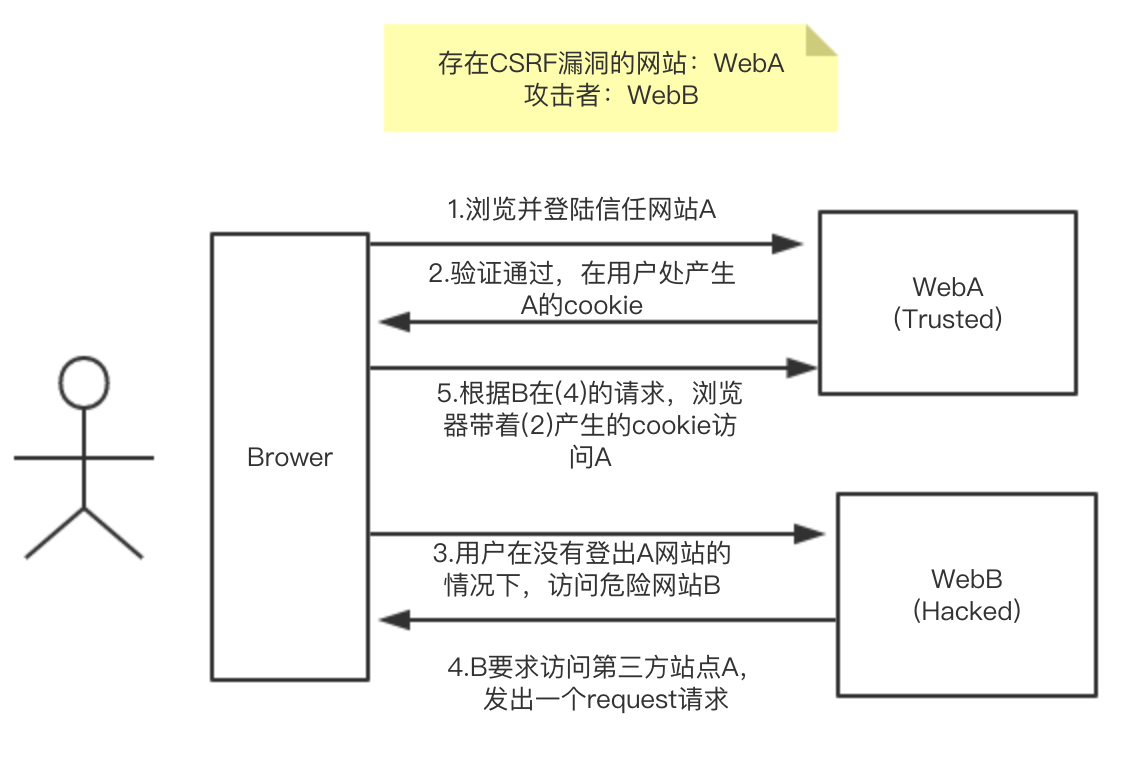 存在CSRF漏洞的网站：WebA
攻击者：WebB
1.浏览并登陆信任网站A
2.验证通过，在用户处产生
A的cookie
WebA
(Trusted)
5.根据B在(4)的请求，浏览
器带着(2)产生的cookie访
问A
Brower
3.用户在没有登出A网站的
情况下，访问危险网站B
WebB
(Hacked)
4.B要求访问第三方站点A，
发出一个request请求